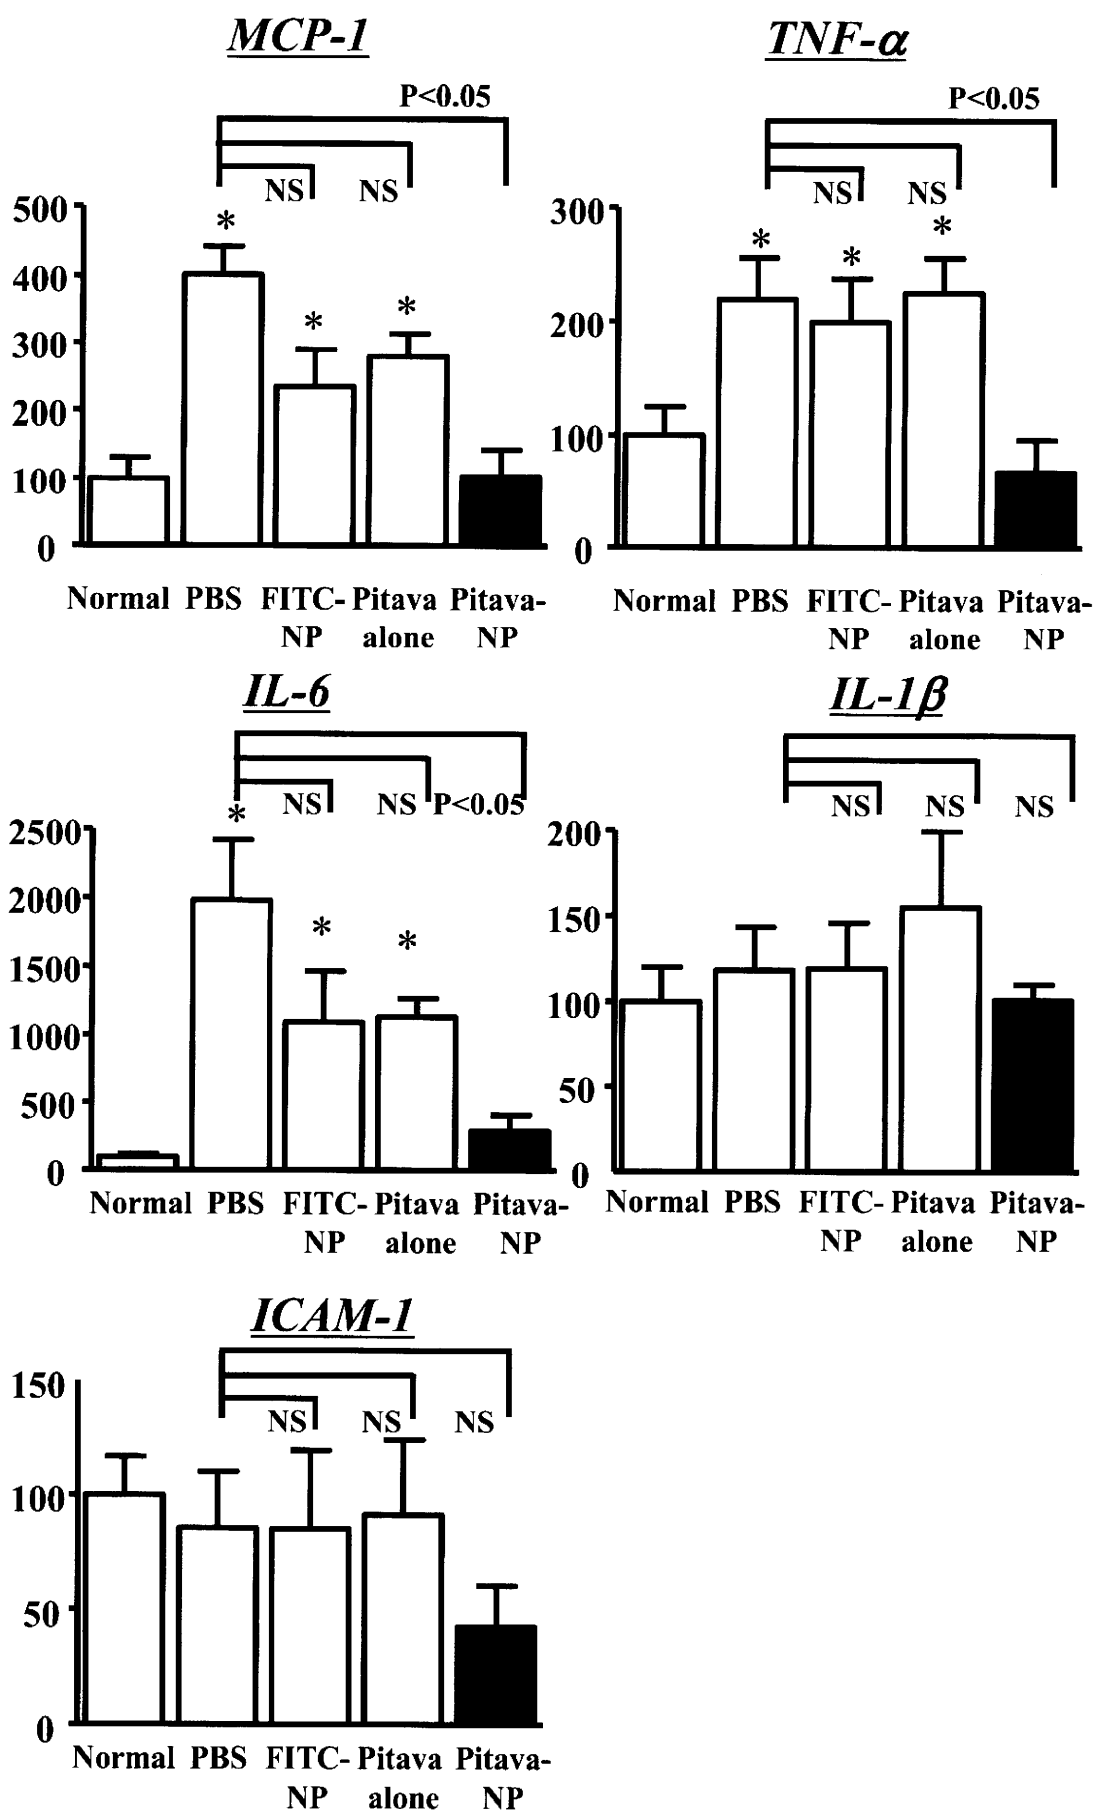 MCP-1
P<0.05
NS NS
500
400
300
200
100
0
* * *
Normal PBS FITC- Pitava Pitava-
NP alone NP
TNF-α
P<0.05
NS NS
300
200
100
0
* * *
Normal PBS FITC- Pitava Pitava-
NP alone NP
IL-6
NS NS P<0.05
2500
2000
1500
1000
500
0
* * *
Normal PBS FITC- Pitava Pitava-
NP alone NP
IL-1β
NS NS NS
200
150
100
50
0
Normal PBS FITC- Pitava Pitava-
NP alone NP
ICAM-1
NS NS NS
150
100
50
0
Normal PBS FITC- Pitava Pitava-
NP alone NP